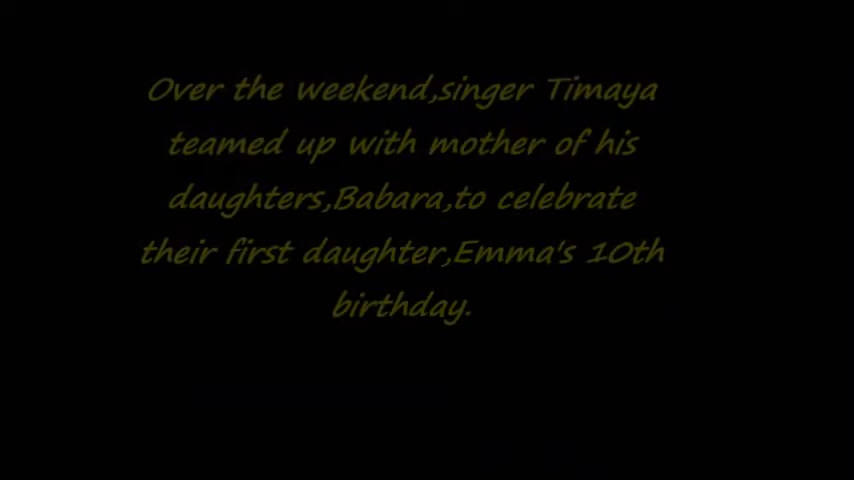 Over the weekend,singer Timaya
teamed up with mother of his
daughters,Babara,to celebrate
their first daughter,Emma's 10th
birthday.